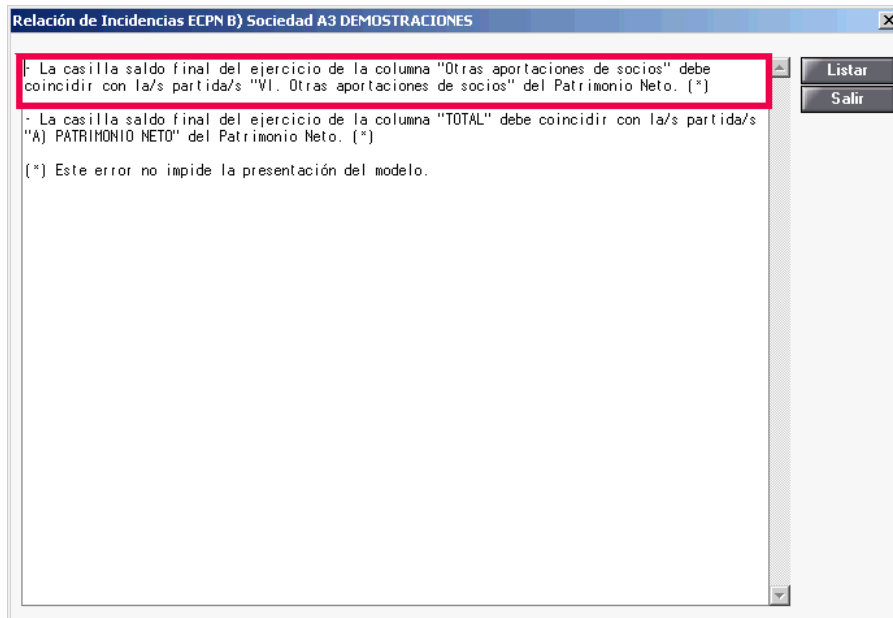 Relación de Incidencias ECPN B) Sociedad A3 DEMOSTRACIONES
- La casilla saldo final del ejercicio de la columna "Otras aportaciones de socios" debe
coincidir con la/s partida/s "VI. Otras aportaciones de socios" del Patrimonio Neto. (*)
- La casilla saldo final del ejercicio de la columna "TOTAL" debe coincidir con la/s partida/s
"A) PATRIMONIO NETO" del Patrimonio Neto. (*)
(*) Este error no impide la presentación del modelo.
Listar
Salir